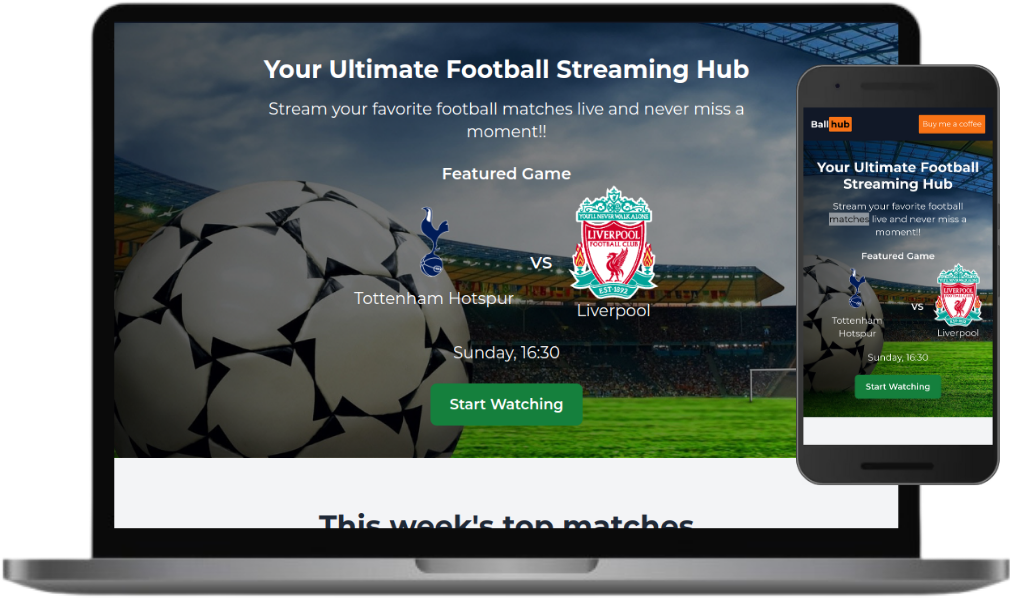 Your Ultimate Football Streaming Hub
Stream your favorite football matches live and never miss a
moment!!
Featured Game
YOU'LL NEVER WALK ALONE
LIVERPOOL
FOOTBALL CLUB
EST·1892
vs
Tottenham Hotspur
Liverpool
Sunday, 16:30
Start Watching
This week's top matches
Ball hub
Buy me a coffee
Your Ultimate Football
Streaming Hub
Stream your favorite football
matches live and never miss a
moment!!
Featured Game
LIVERPOOL
vs
Tottenham
Hotspur
Liverpool
Sunday, 16:30
Start Watching